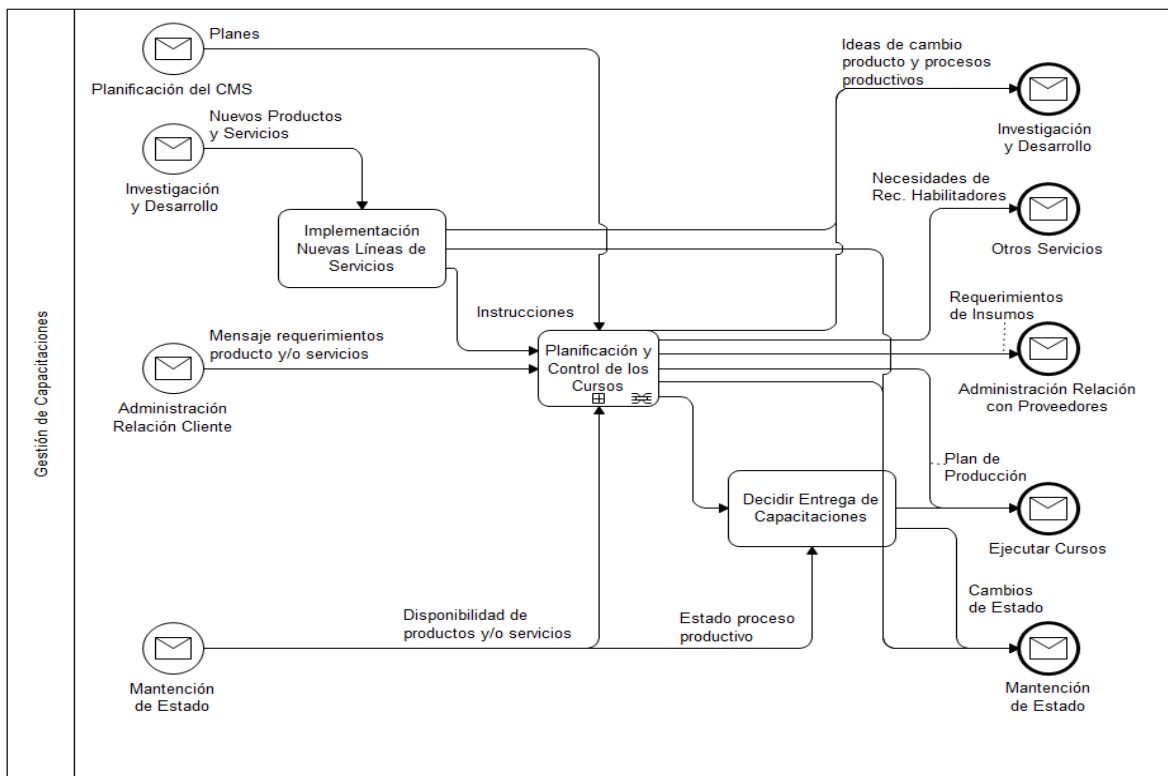 Gestión de Capacitaciones
Planes
Planificación del CMS
Nuevos Productos
y Servicios
Investigación
y Desarrollo
Implementación
Nuevas Líneas de
Servicios
Instrucciones
Mensaje requerimientos
producto y/o servicios
Administración
Relación Cliente
Planificación y
Control de los
Cursos
Decidir Entrega de
Capacitaciones
Disponibilidad de
productos y/o servicios
Estado proceso
productivo
Mantención
de Estado
Ideas de cambio
producto y procesos
productivos
Investigación
y Desarrollo
Necesidades de
Rec. Habilitadores
Otros Servicios
Requerimientos
de Insumos
Administración Relación
con Proveedores
Plan de
Producción
Ejecutar Cursos
Cambios
de Estado
Mantención
de Estado